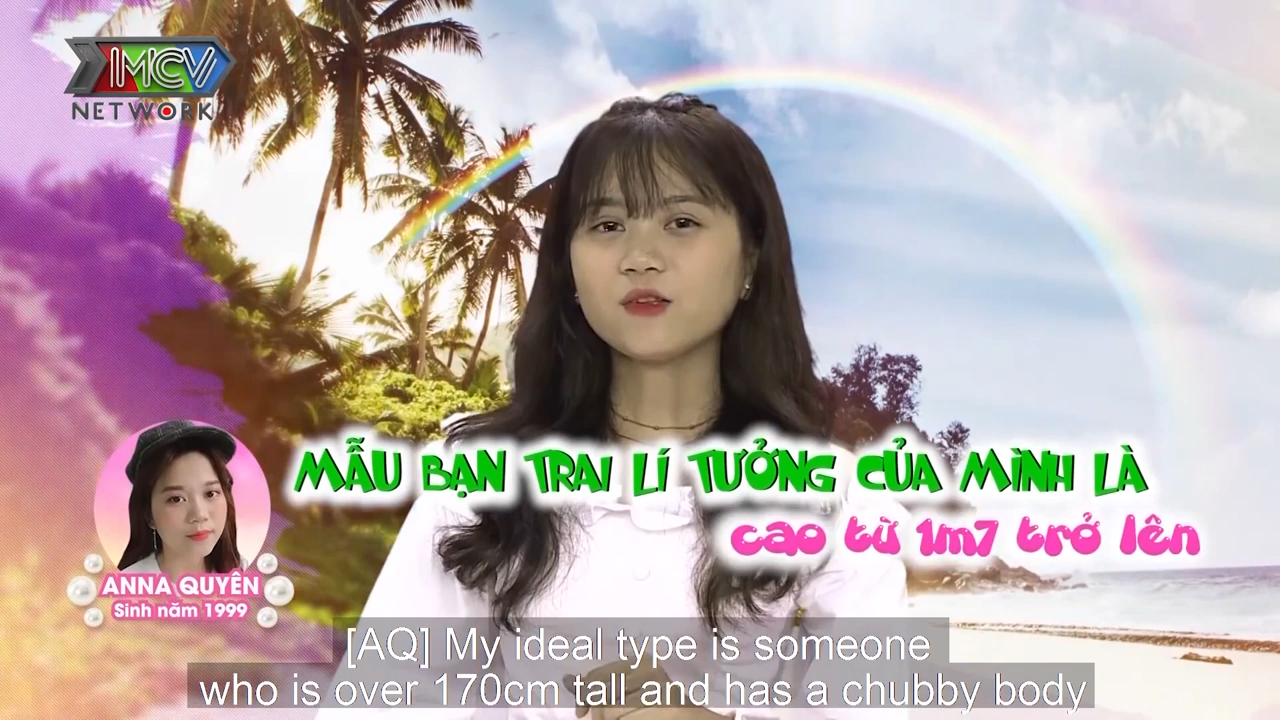 MCV
NETWORK
MẪU BẠN TRAI LÍ TƯỞNG CỦA MÌNH LÀ
cao từ 1m7 trở lên
ANNA QUYÊN
Sinh năm 1999
[AQ] My ideal type is someone
who is over 170cm tall and has a chubby body